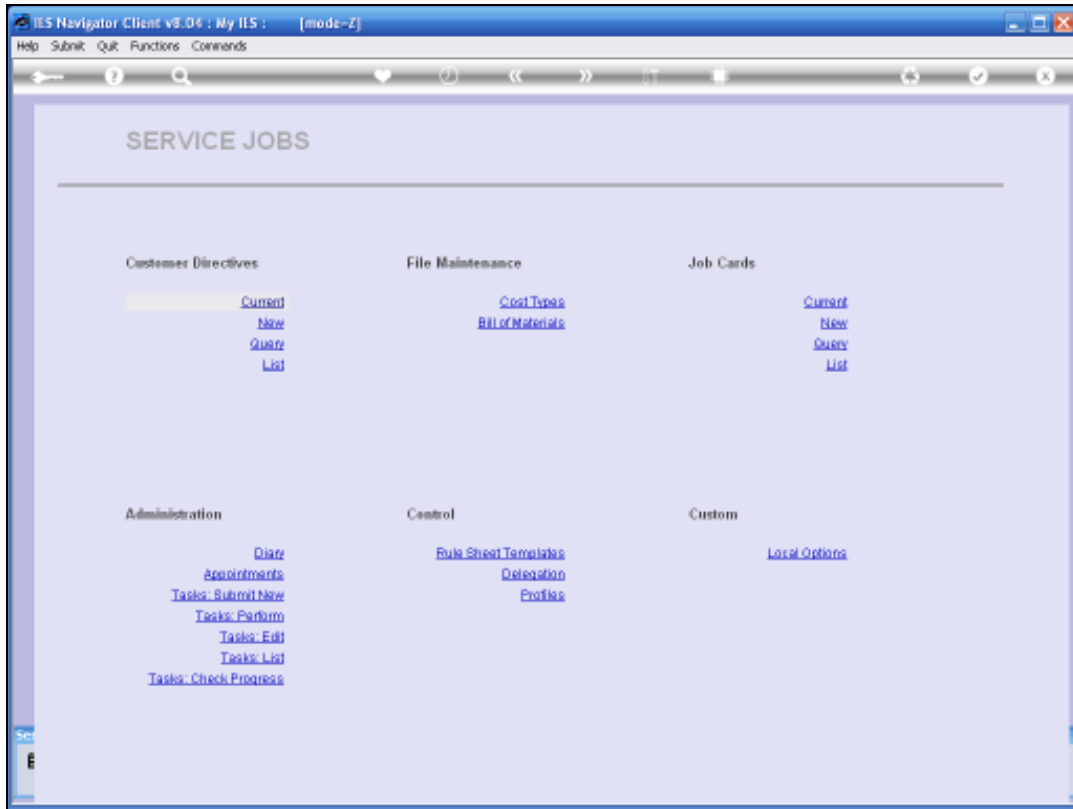 IES Navigator Client v8.04 : My IES : [mode=Z]
Help Submit Quit Functions Commands
SERVICE JOBS
Customer Directives
Current
New
Query
List
File Maintenance
Cost Types
Bill of Materials
Job Cards
Current
New
Query
List
Administration
Diary
Appointments
Tasks: Submit New
Tasks: Perform
Tasks: Edit
Tasks: List
Tasks: Check Progress
Control
Rule Sheet Templates
Delegation
Profiles
Custom
Local Options